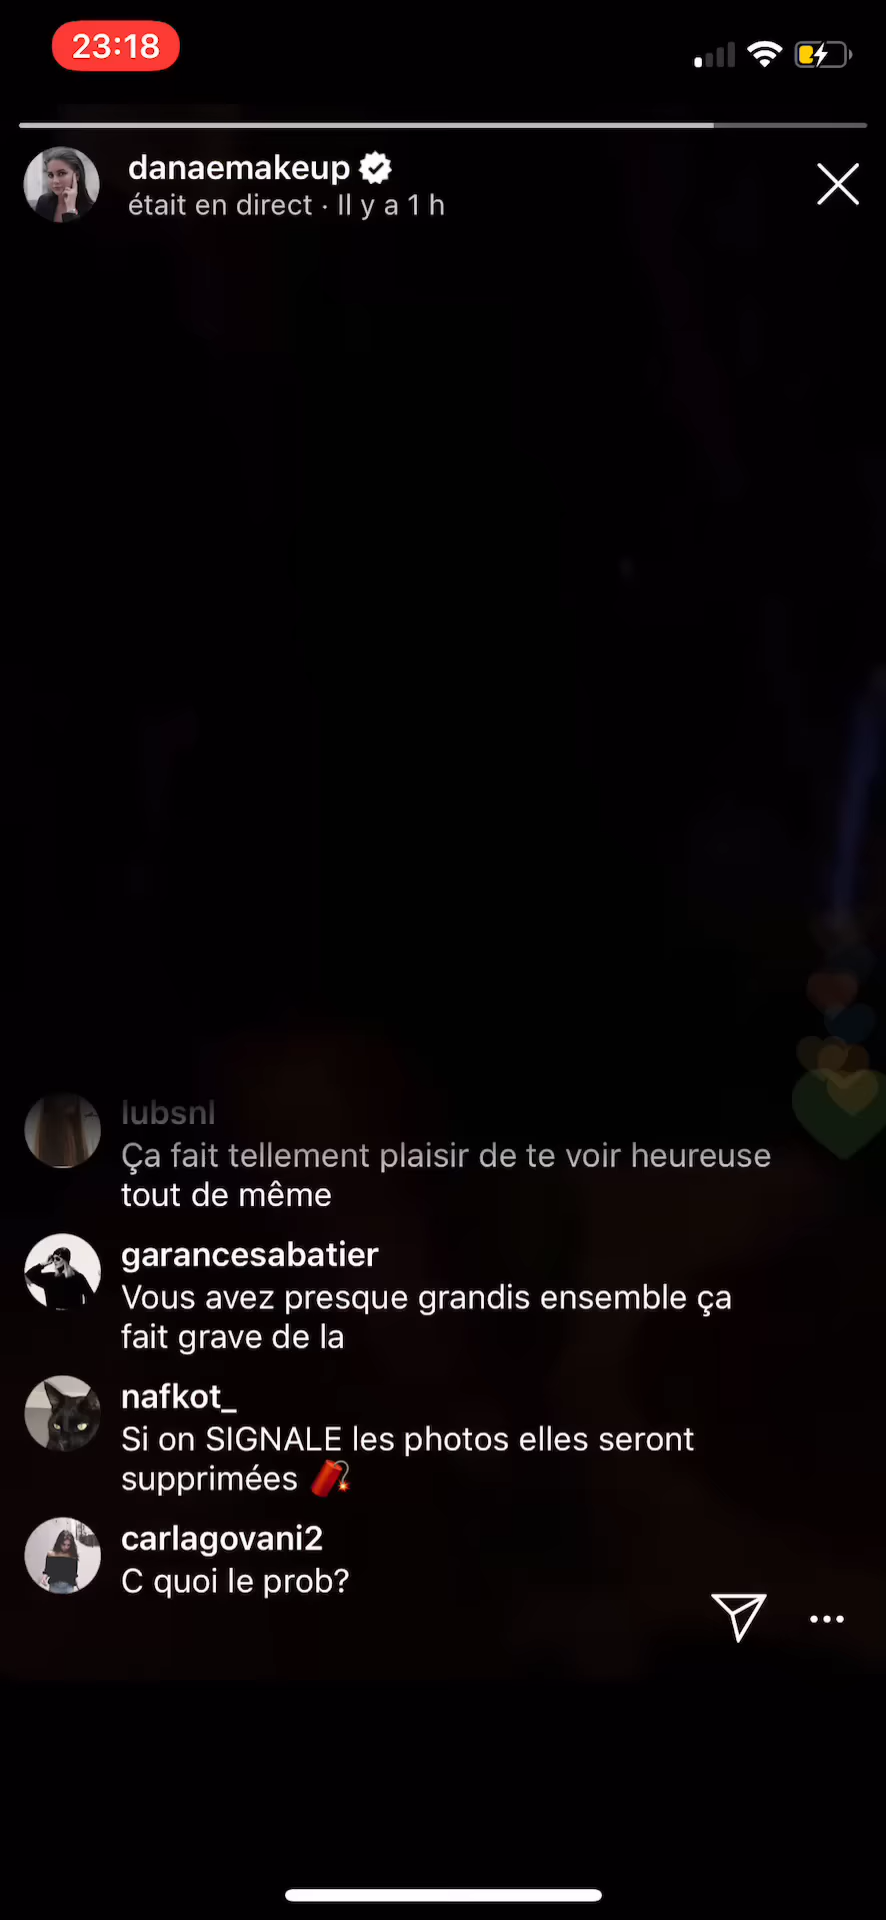 23:18
danaemakeup
était en direct · Il y a 1 h
lubsnl
Ça fait tellement plaisir de te voir heureuse
tout de même
garancesabatier
Vous avez presque grandis ensemble ça
fait grave de la
nafkot_
Si on SIGNALE les photos elles seront
supprimées 🧨
carlagovani2
C quoi le prob?